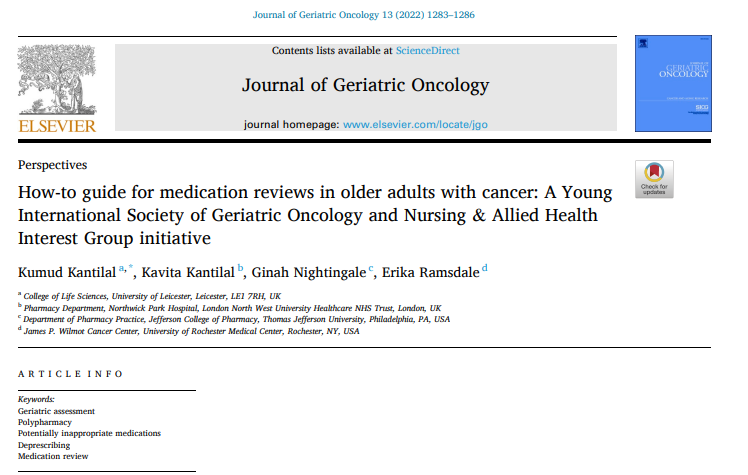 Journal of Geriatric Oncology 13 (2022) 1283–1286
Contents lists available at ScienceDirect
Journal of Geriatric Oncology
journal homepage: www.elsevier.com/locate/jgo
ELSEVIER
JOURNAL OF
GERIATRIC
ONCOLOGY
SIOG
Perspectives
Check for
updates
How-to guide for medication reviews in older adults with cancer: A Young
International Society of Geriatric Oncology and Nursing & Allied Health
Interest Group initiative
Kumud Kantilal a,*, Kavita Kantilal b, Ginah Nightingale c, Erika Ramsdale d
a College of Life Sciences, University of Leicester, Leicester, LE1 7RH, UK
b Pharmacy Department, Northwick Park Hospital, London North West University Healthcare NHS Trust, London, UK
c Department of Pharmacy Practice, Jefferson College of Pharmacy, Thomas Jefferson University, Philadelphia, PA, USA
d James P. Wilmot Cancer Center, University of Rochester Medical Center, Rochester, NY, USA
ARTICLE INFO
Keywords:
Geriatric assessment
Polypharmacy
Potentially inappropriate medications
Deprescribing
Medication review